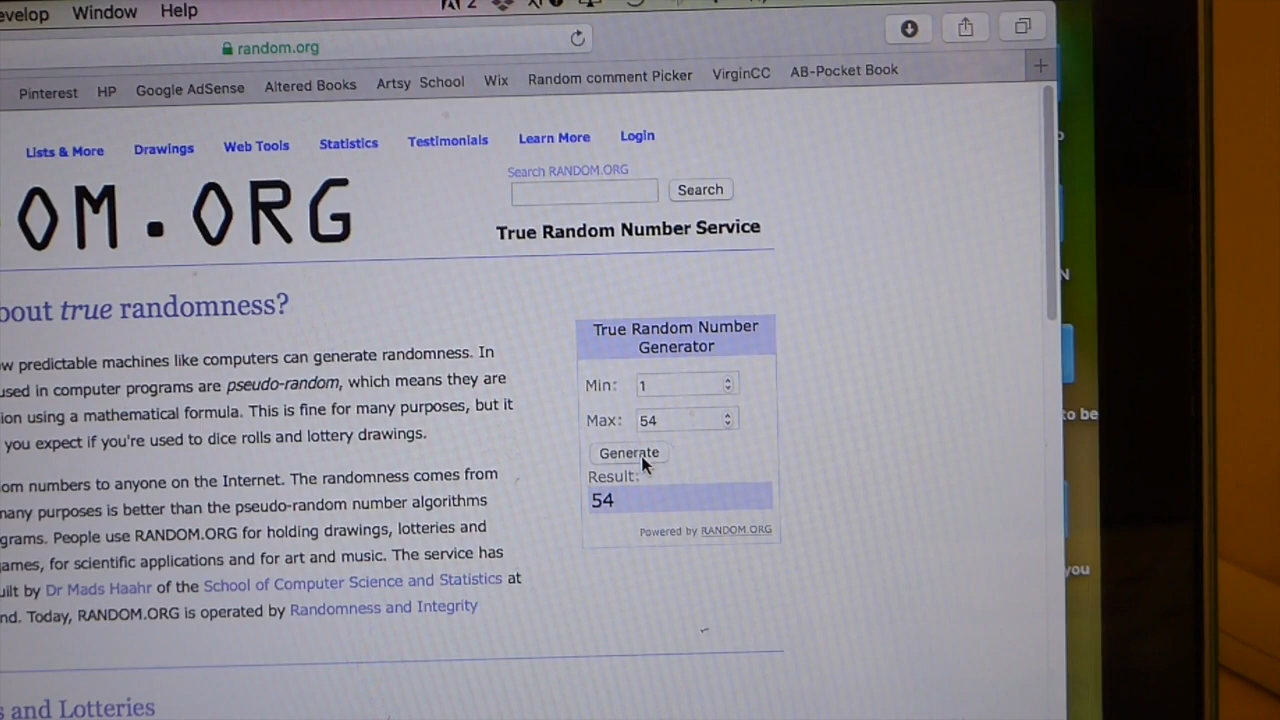 evelop Window Help
random.org
Pinterest HP Google AdSense Altered Books Artsy School Wix Random comment Picker VirginCC AB-Pocket Book
Lists & More Drawings Web Tools Statistics Testimonials Learn More Login
Search RANDOM.ORG
Search
OM.ORG
True Random Number Service
bout true randomness?
True Random Number
Generator
w predictable machines like computers can generate randomness. In
used in computer programs are pseudo-random, which means they are
ion using a mathematical formula. This is fine for many purposes, but it
you expect if you're used to dice rolls and lottery drawings.
Min: 1
Max: 54
Generate
Result:
54
Powered by RANDOM.ORG
om numbers to anyone on the Internet. The randomness comes from
many purposes is better than the pseudo-random number algorithms
grams. People use RANDOM.ORG for holding drawings, lotteries and
ames, for scientific applications and for art and music. The service has
uilt by Dr Mads Haahr of the School of Computer Science and Statistics at
nd. Today, RANDOM.ORG is operated by Randomness and Integrity
s and Lotteries
to be
you